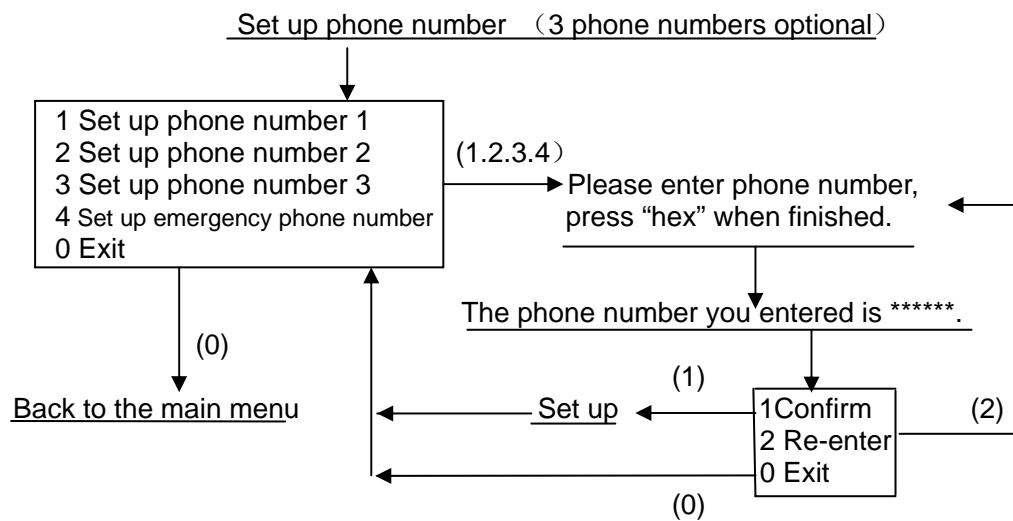 Set up phone number （3 phone numbers optional）
1 Set up phone number 1
2 Set up phone number 2
3 Set up phone number 3
4 Set up emergency phone number
0 Exit
(1.2.3.4）
Please enter phone number,
press “hex” when finished.
The phone number you entered is ******.
(0)
Back to the main menu
(1)
Set up
1Confirm
2 Re-enter
0 Exit
(2)
(0)